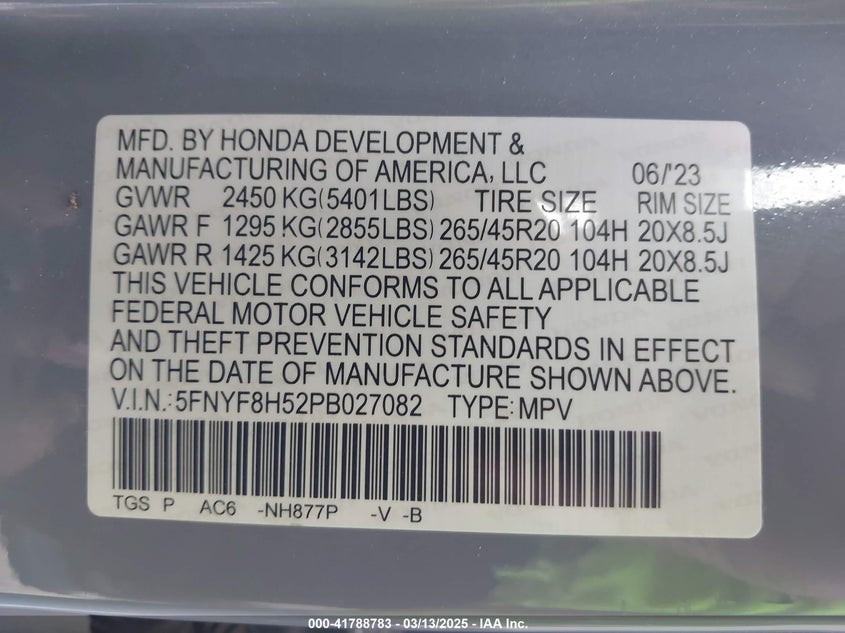 MFD. BY HONDA DEVELOPMENT &
MANUFACTURING OF AMERICA, LLC 06/'23
GVWR 2450 KG(5401LBS) TIRE SIZE RIM SIZE
GAWR F 1295 KG(2855LBS) 265/45R20 104H 20X8.5J
GAWR R 1425 KG(3142LBS) 265/45R20 104H 20X8.5J
THIS VEHICLE CONFORMS TO ALL APPLICABLE
FEDERAL MOTOR VEHICLE SAFETY
AND THEFT PREVENTION STANDARDS IN EFFECT
ON THE DATE OF MANUFACTURE SHOWN ABOVE.
V.I.N.:5FNYF8H52PB027082 TYPE:MPV
TGS P AC6 -NH877P -V -B
000-41788783 - 03/13/2025 - IAA Inc.